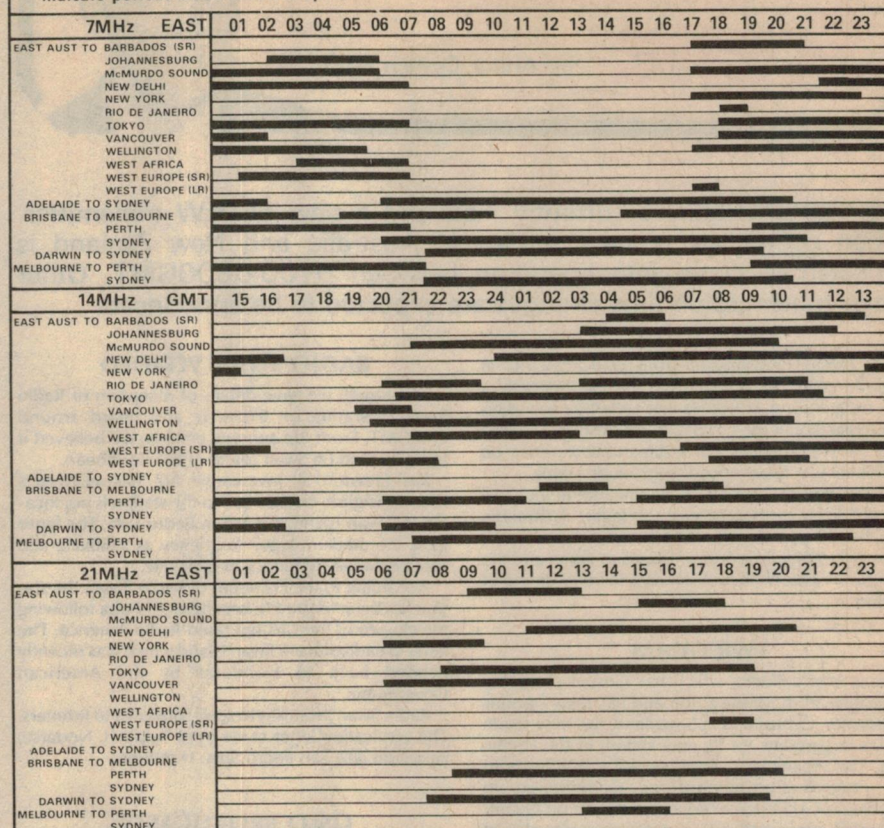 7MHz EAST 01 02 03 04 05 06 07 08 09 10 11 12 13 14 15 16 17 18 19 20 21 22 23
EAST AUST TO BARBADOS (SR)
JOHANNESBURG
McMURDO SOUND
NEW DELHI
NEW YORK
RIO DE JANEIRO
TOKYO
VANCOUVER
WELLINGTON
WEST AFRICA
WEST EUROPE (SR)
WEST EUROPE (LR)
ADELAIDE TO SYDNEY
BRISBANE TO MELBOURNE
PERTH
SYDNEY
DARWIN TO SYDNEY
MELBOURNE TO PERTH
SYDNEY
14MHz GMT 15 16 17 18 19 20 21 22 23 24 01 02 03 04 05 06 07 08 09 10 11 12 13
EAST AUST TO BARBADOS (SR)
JOHANNESBURG
McMURDO SOUND
NEW DELHI
NEW YORK
RIO DE JANEIRO
TOKYO
VANCOUVER
WELLINGTON
WEST AFRICA
WEST EUROPE (SR)
WEST EUROPE (LR)
ADELAIDE TO SYDNEY
BRISBANE TO MELBOURNE
PERTH
SYDNEY
DARWIN TO SYDNEY
MELBOURNE TO PERTH
SYDNEY
21MHz EAST 01 02 03 04 05 06 07 08 09 10 11 12 13 14 15 16 17 18 19 20 21 22 23
EAST AUST TO BARBADOS (SR)
JOHANNESBURG
McMURDO SOUND
NEW DELHI
NEW YORK
RIO DE JANEIRO
TOKYO
VANCOUVER
WELLINGTON
WEST AFRICA
WEST EUROPE (SR)
WEST EUROPE (LR)
ADELAIDE TO SYDNEY
BRISBANE TO MELBOURNE
PERTH
SYDNEY
DARWIN TO SYDNEY
MELBOURNE TO PERTH
SYDNEY